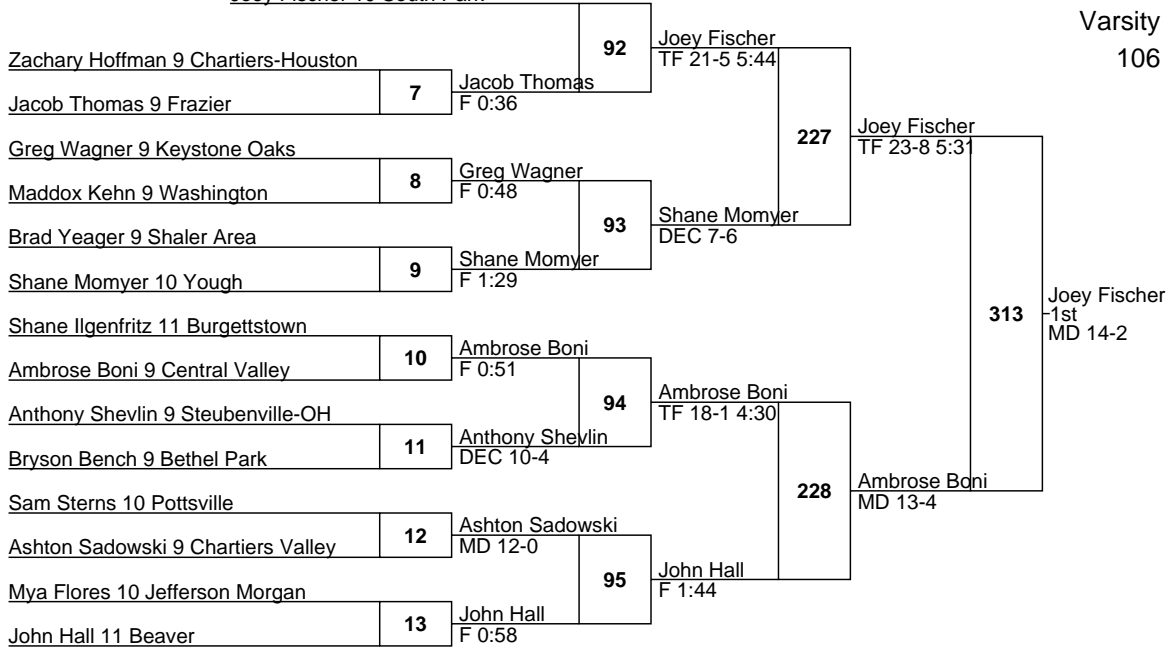 Joey Fischer 10 South Park
Varsity
106
92
Joey Fischer
TF 21-5 5:44
Zachary Hoffman 9 Chartiers-Houston
7
Jacob Thomas
F 0:36
Jacob Thomas 9 Frazier
227
Joey Fischer
TF 23-8 5:31
Greg Wagner 9 Keystone Oaks
8
Greg Wagner
F 0:48
Maddox Kehn 9 Washington
93
Shane Momyer
DEC 7-6
Brad Yeager 9 Shaler Area
9
Shane Momyer
F 1:29
Shane Momyer 10 Yough
313
Joey Fischer
1st
MD 14-2
Shane Ilgenfritz 11 Burgettstown
10
Ambrose Boni
F 0:51
Ambrose Boni 9 Central Valley
94
Ambrose Boni
TF 18-1 4:30
Anthony Shevlin 9 Steubenville-OH
11
Anthony Shevlin
DEC 10-4
Bryson Bench 9 Bethel Park
228
Ambrose Boni
MD 13-4
Sam Sterns 10 Pottsville
12
Ashton Sadowski
MD 12-0
Ashton Sadowski 9 Chartiers Valley
95
John Hall
F 1:44
Mya Flores 10 Jefferson Morgan
13
John Hall
F 0:58
John Hall 11 Beaver